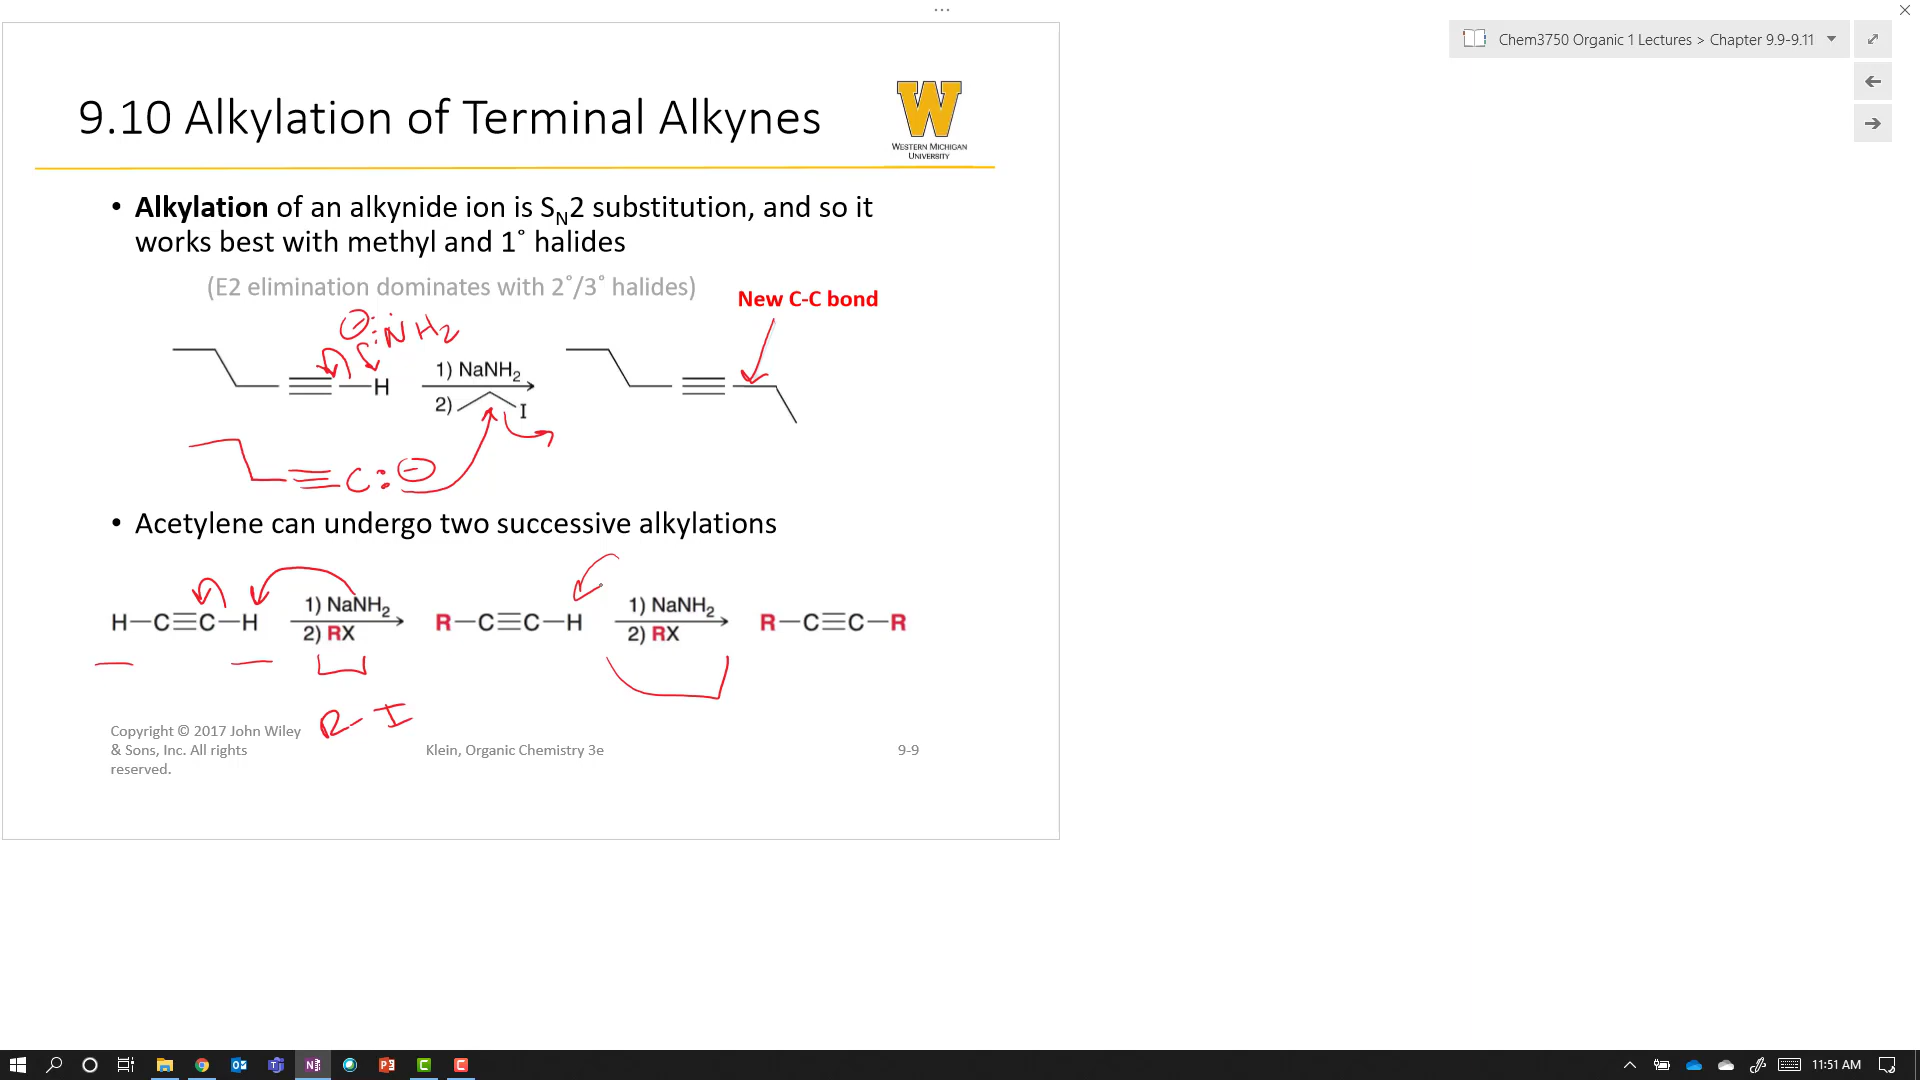 Chem3750 Organic 1 Lectures > Chapter 9.9-9.11
9.10 Alkylation of Terminal Alkynes
W
WESTERN MICHIGAN
UNIVERSITY
• Alkylation of an alkynide ion is SN2 substitution, and so it
works best with methyl and 1˚ halides
(E2 elimination dominates with 2˚/3˚ halides)
New C-C bond
⊖:NH2
H
1) NaNH2
2) I
C:⊖
• Acetylene can undergo two successive alkylations
H—C≡C—H 1) NaNH2 2) RX R—C≡C—H 1) NaNH2 2) RX R—C≡C—R
R-I
Copyright © 2017 John Wiley
& Sons, Inc. All rights
reserved.
Klein, Organic Chemistry 3e
9-9
11:51 AM